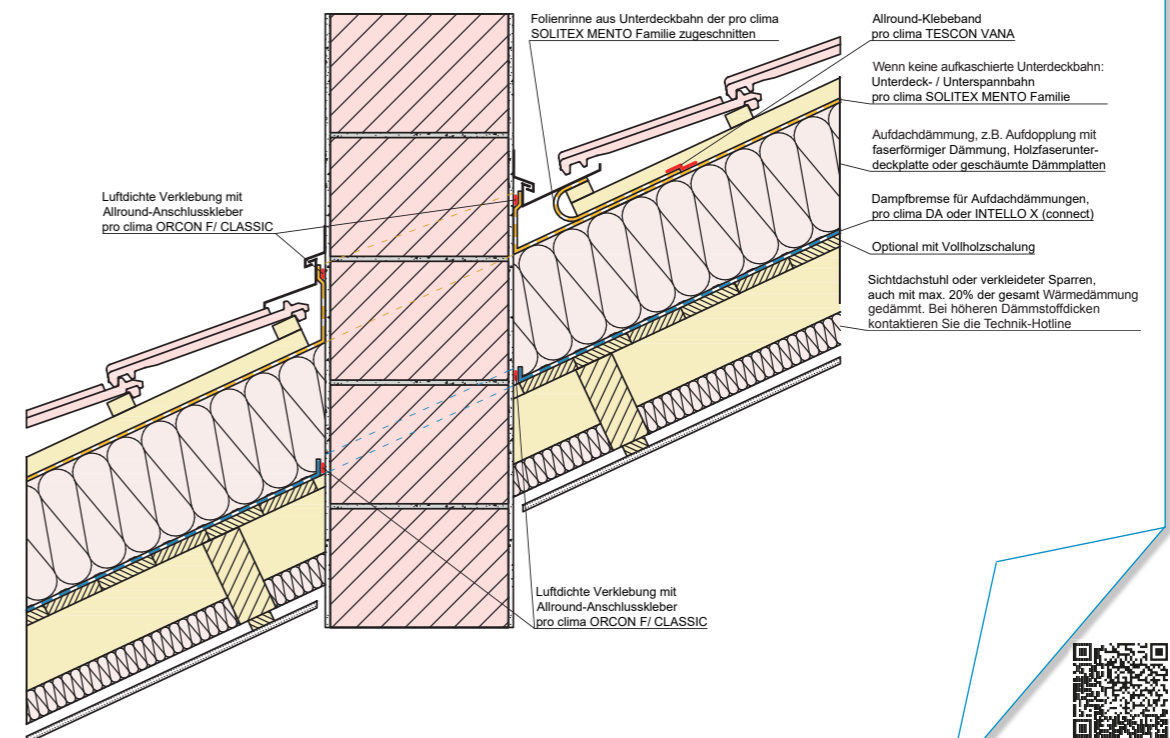 Folienrinne aus Unterdeckbahn der pro clima
SOLITEX MENTO Familie zugeschnitten
Allround-Klebeband
pro clima TESCON VANA
Wenn keine aufkaschierte Unterdeckbahn:
Unterdeck- / Unterspannbahn
pro clima SOLITEX MENTO Familie
Aufdachdämmung, z.B. Aufdopplung mit
faserförmiger Dämmung, Holzfaserunter-
deckplatte oder geschäumte Dämmplatten
Luftdichte Verklebung mit
Allround-Anschlusskleber
pro clima ORCON F/ CLASSIC
Dampfbremse für Aufdachdämmungen,
pro clima DA oder INTELLO X (connect)
Optional mit Vollholzschalung
Sichtdachstuhl oder verkleideter Sparren,
auch mit max. 20% der gesamt Wärmedämmung
gedämmt. Bei höheren Dämmstoffdicken
kontaktieren Sie die Technik-Hotline
Luftdichte Verklebung mit
Allround-Anschlusskleber
pro clima ORCON F/ CLASSIC